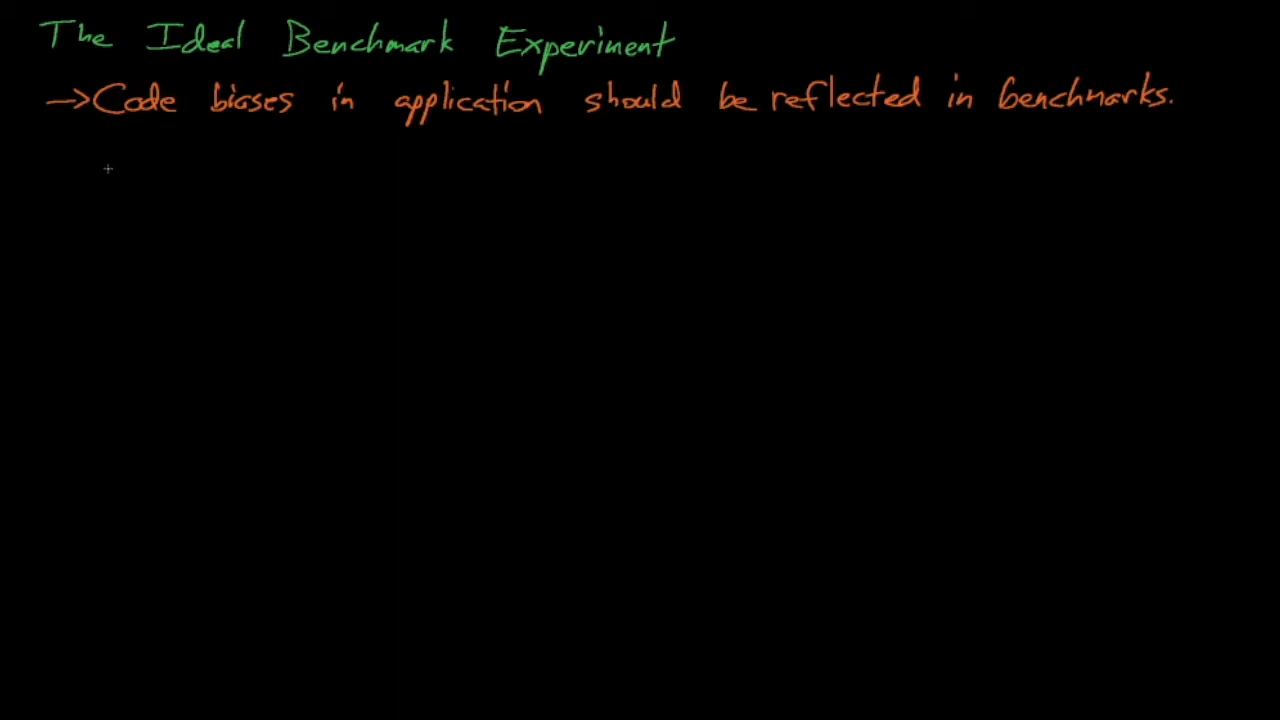 The Ideal Benchmark Experiment
→Code biases in application should be reflected in benchmarks.